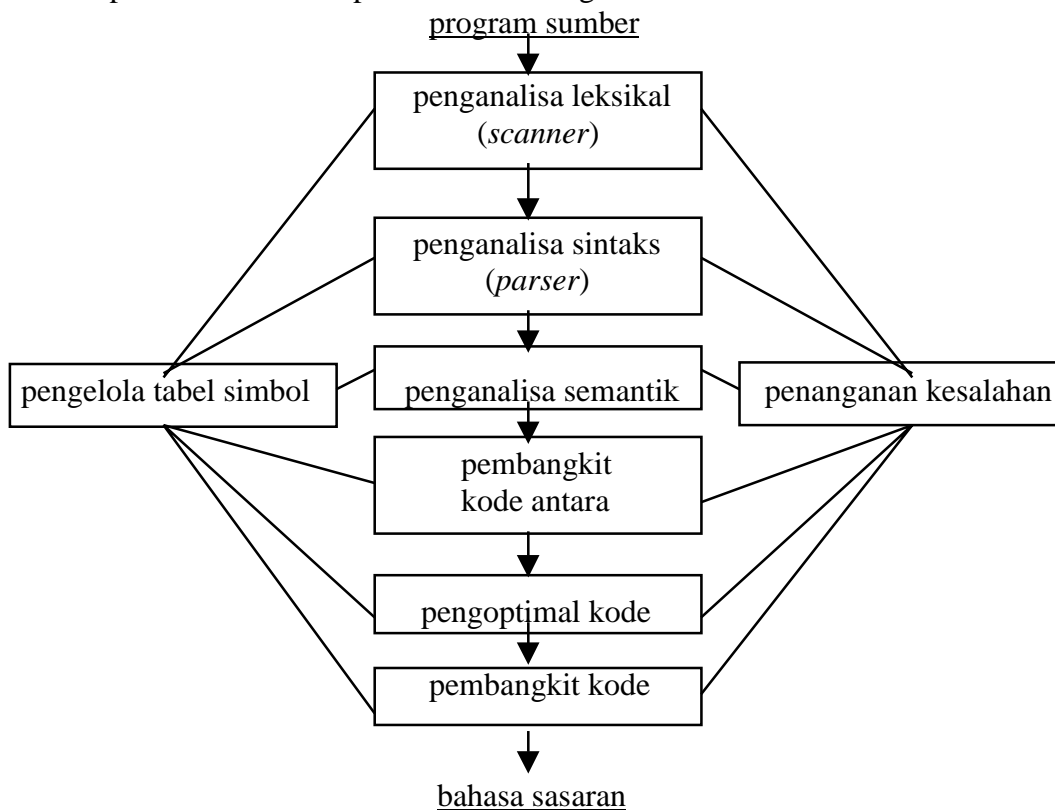 program sumber
penganalisa leksikal
(scanner)
penganalisa sintaks
(parser)
pengelola tabel simbol
penganalisa semantik
penanganan kesalahan
pembangkit
kode antara
pengoptimal kode
pembangkit kode
bahasa sasaran